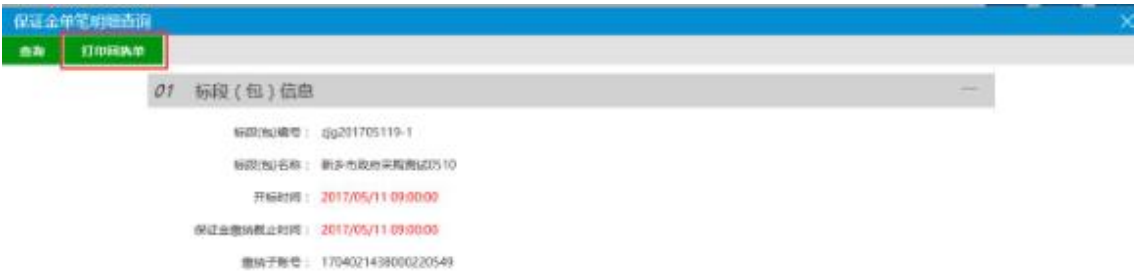 保证金单笔明细查询
查询 打印回执单
01 标段（包）信息
标段(包)编号： zjg201705119-1
标段(包)名称： 新乡市政府采购测试0510
开标时间： 2017/05/11 09:00:00
保证金缴纳截止时间： 2017/05/11 09:00:00
缴纳子账号： 1704021438000220549